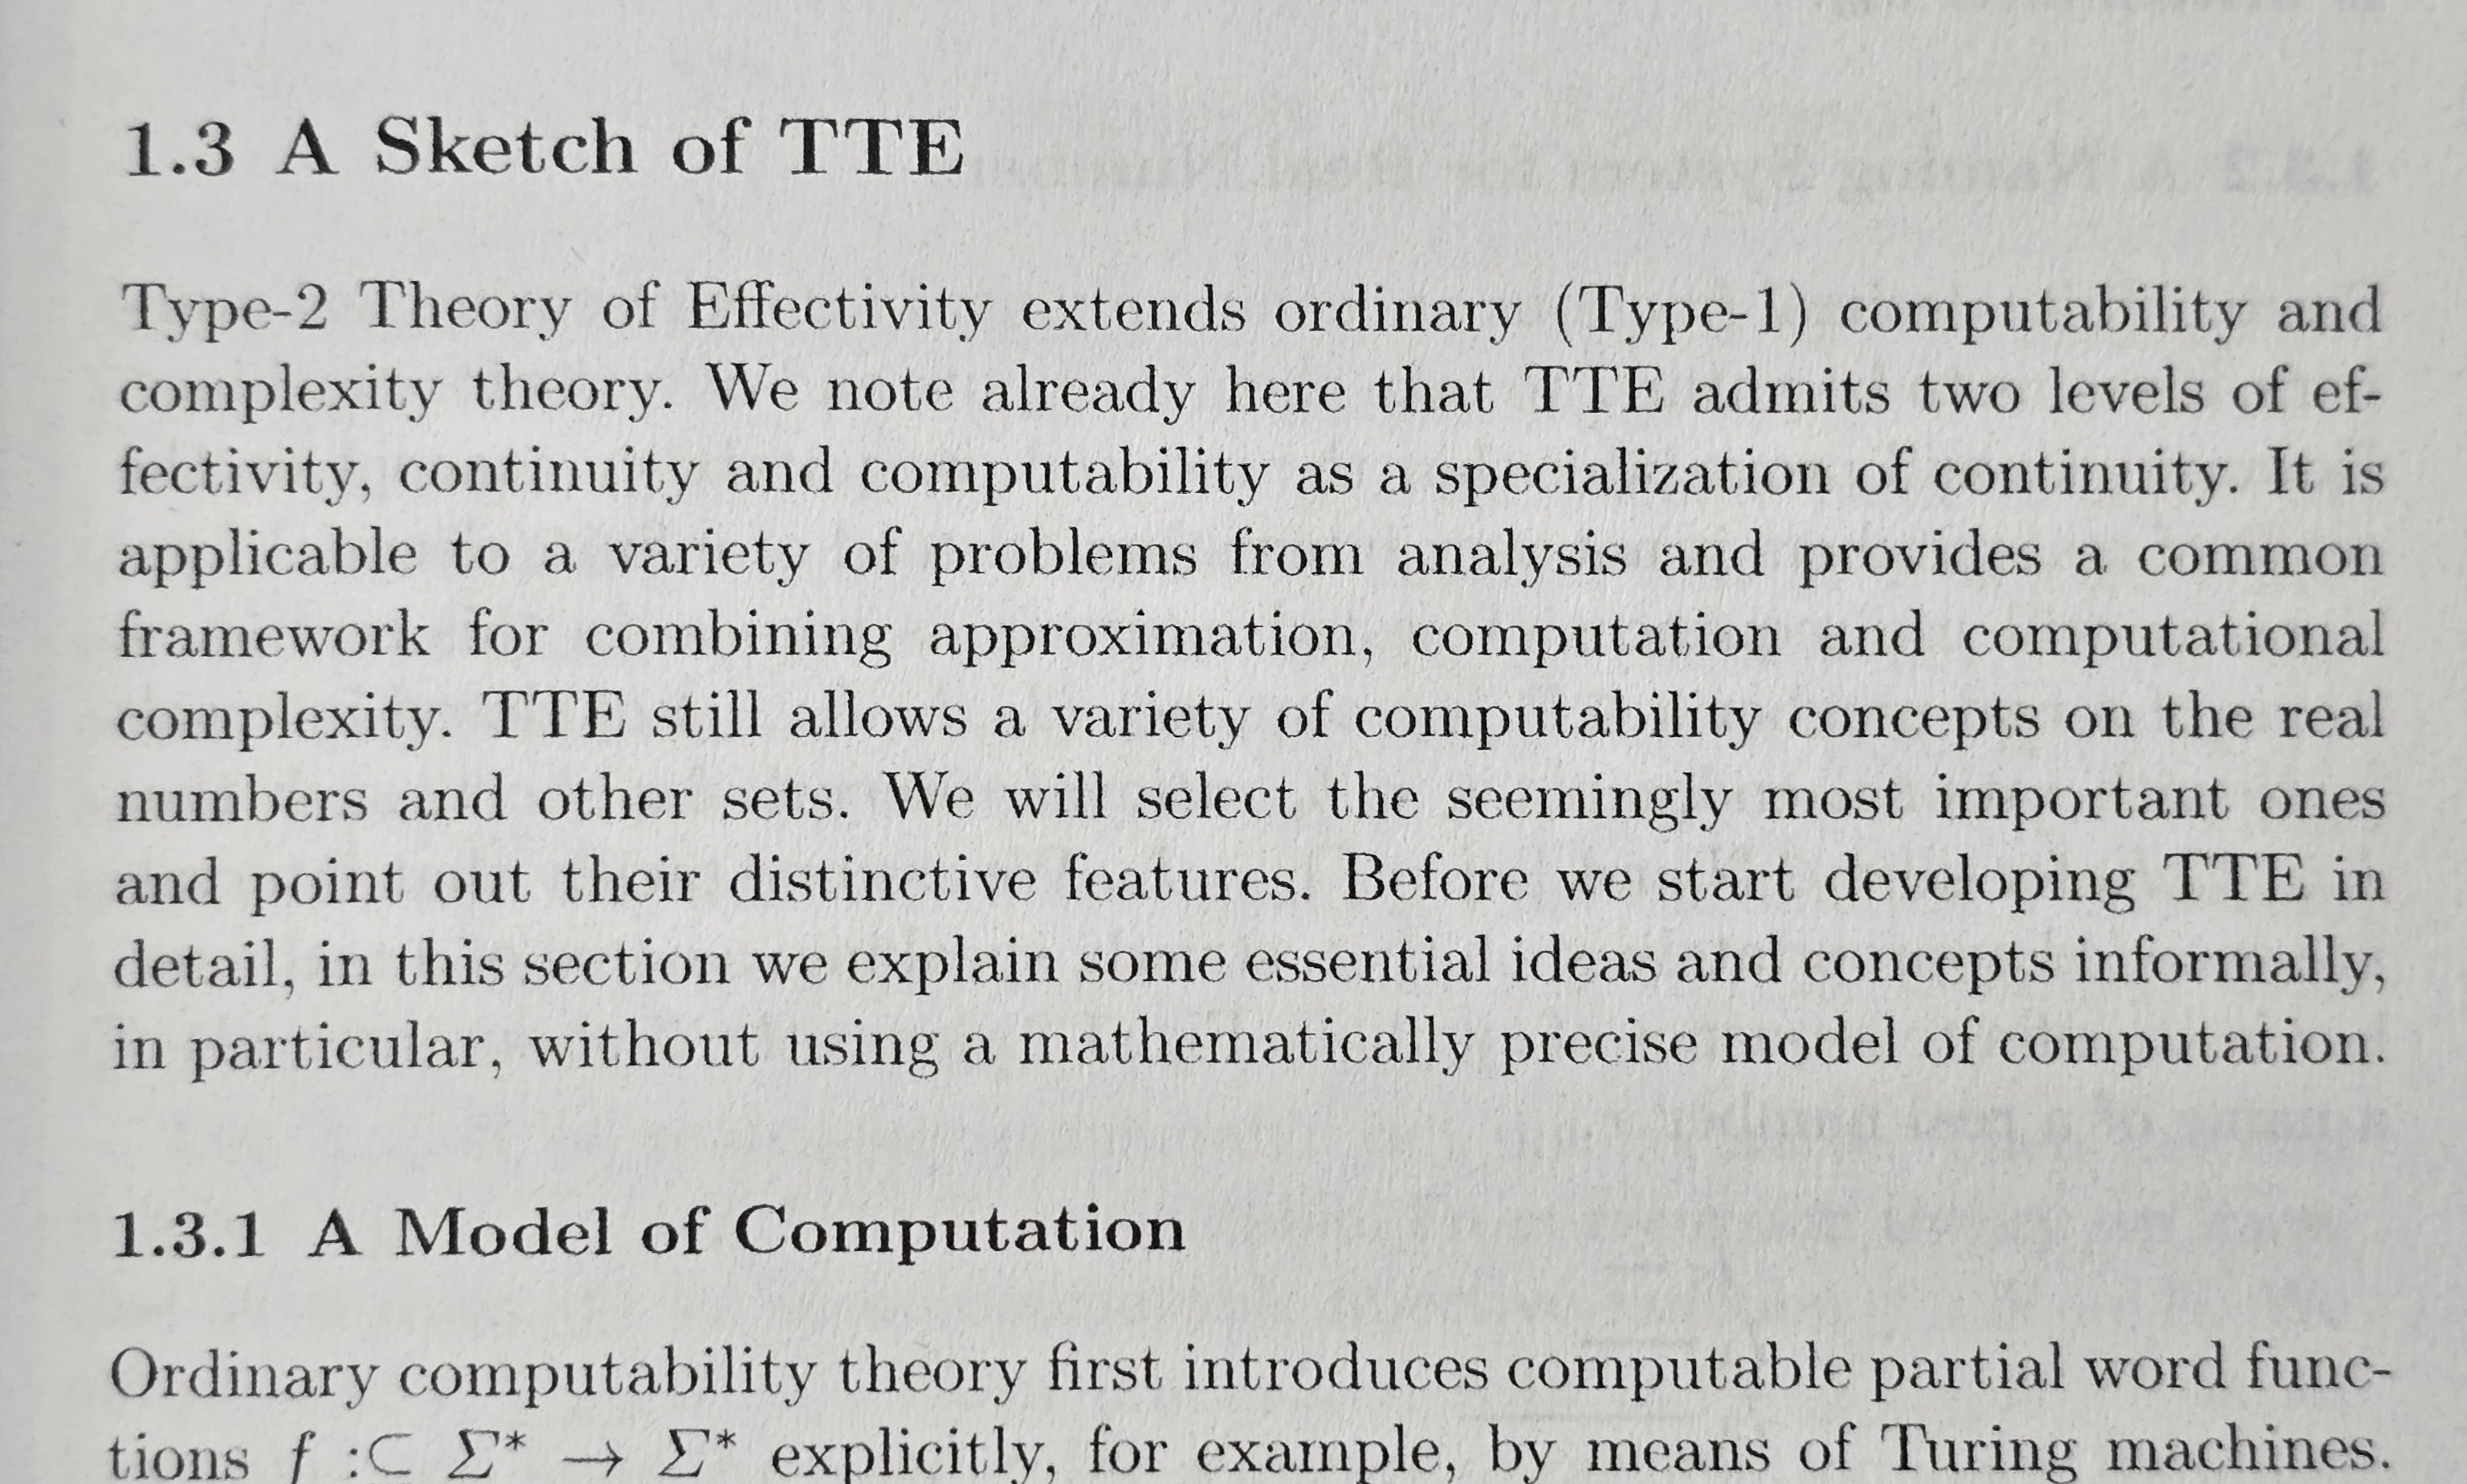 1.3 A Sketch of TTE
Type-2 Theory of Effectivity extends ordinary (Type-1) computability and
complexity theory. We note already here that TTE admits two levels of ef-
fectivity, continuity and computability as a specialization of continuity. It is
applicable to a variety of problems from analysis and provides a common
framework for combining approximation, computation and computational
complexity. TTE still allows a variety of computability concepts on the real
numbers and other sets. We will select the seemingly most important ones
and point out their distinctive features. Before we start developing TTE in
detail, in this section we explain some essential ideas and concepts informally,
in particular, without using a mathematically precise model of computation.
1.3.1 A Model of Computation
Ordinary computability theory first introduces computable partial word func-
tions f :⊂ Σ* → Σ* explicitly, for example, by means of Turing machines.